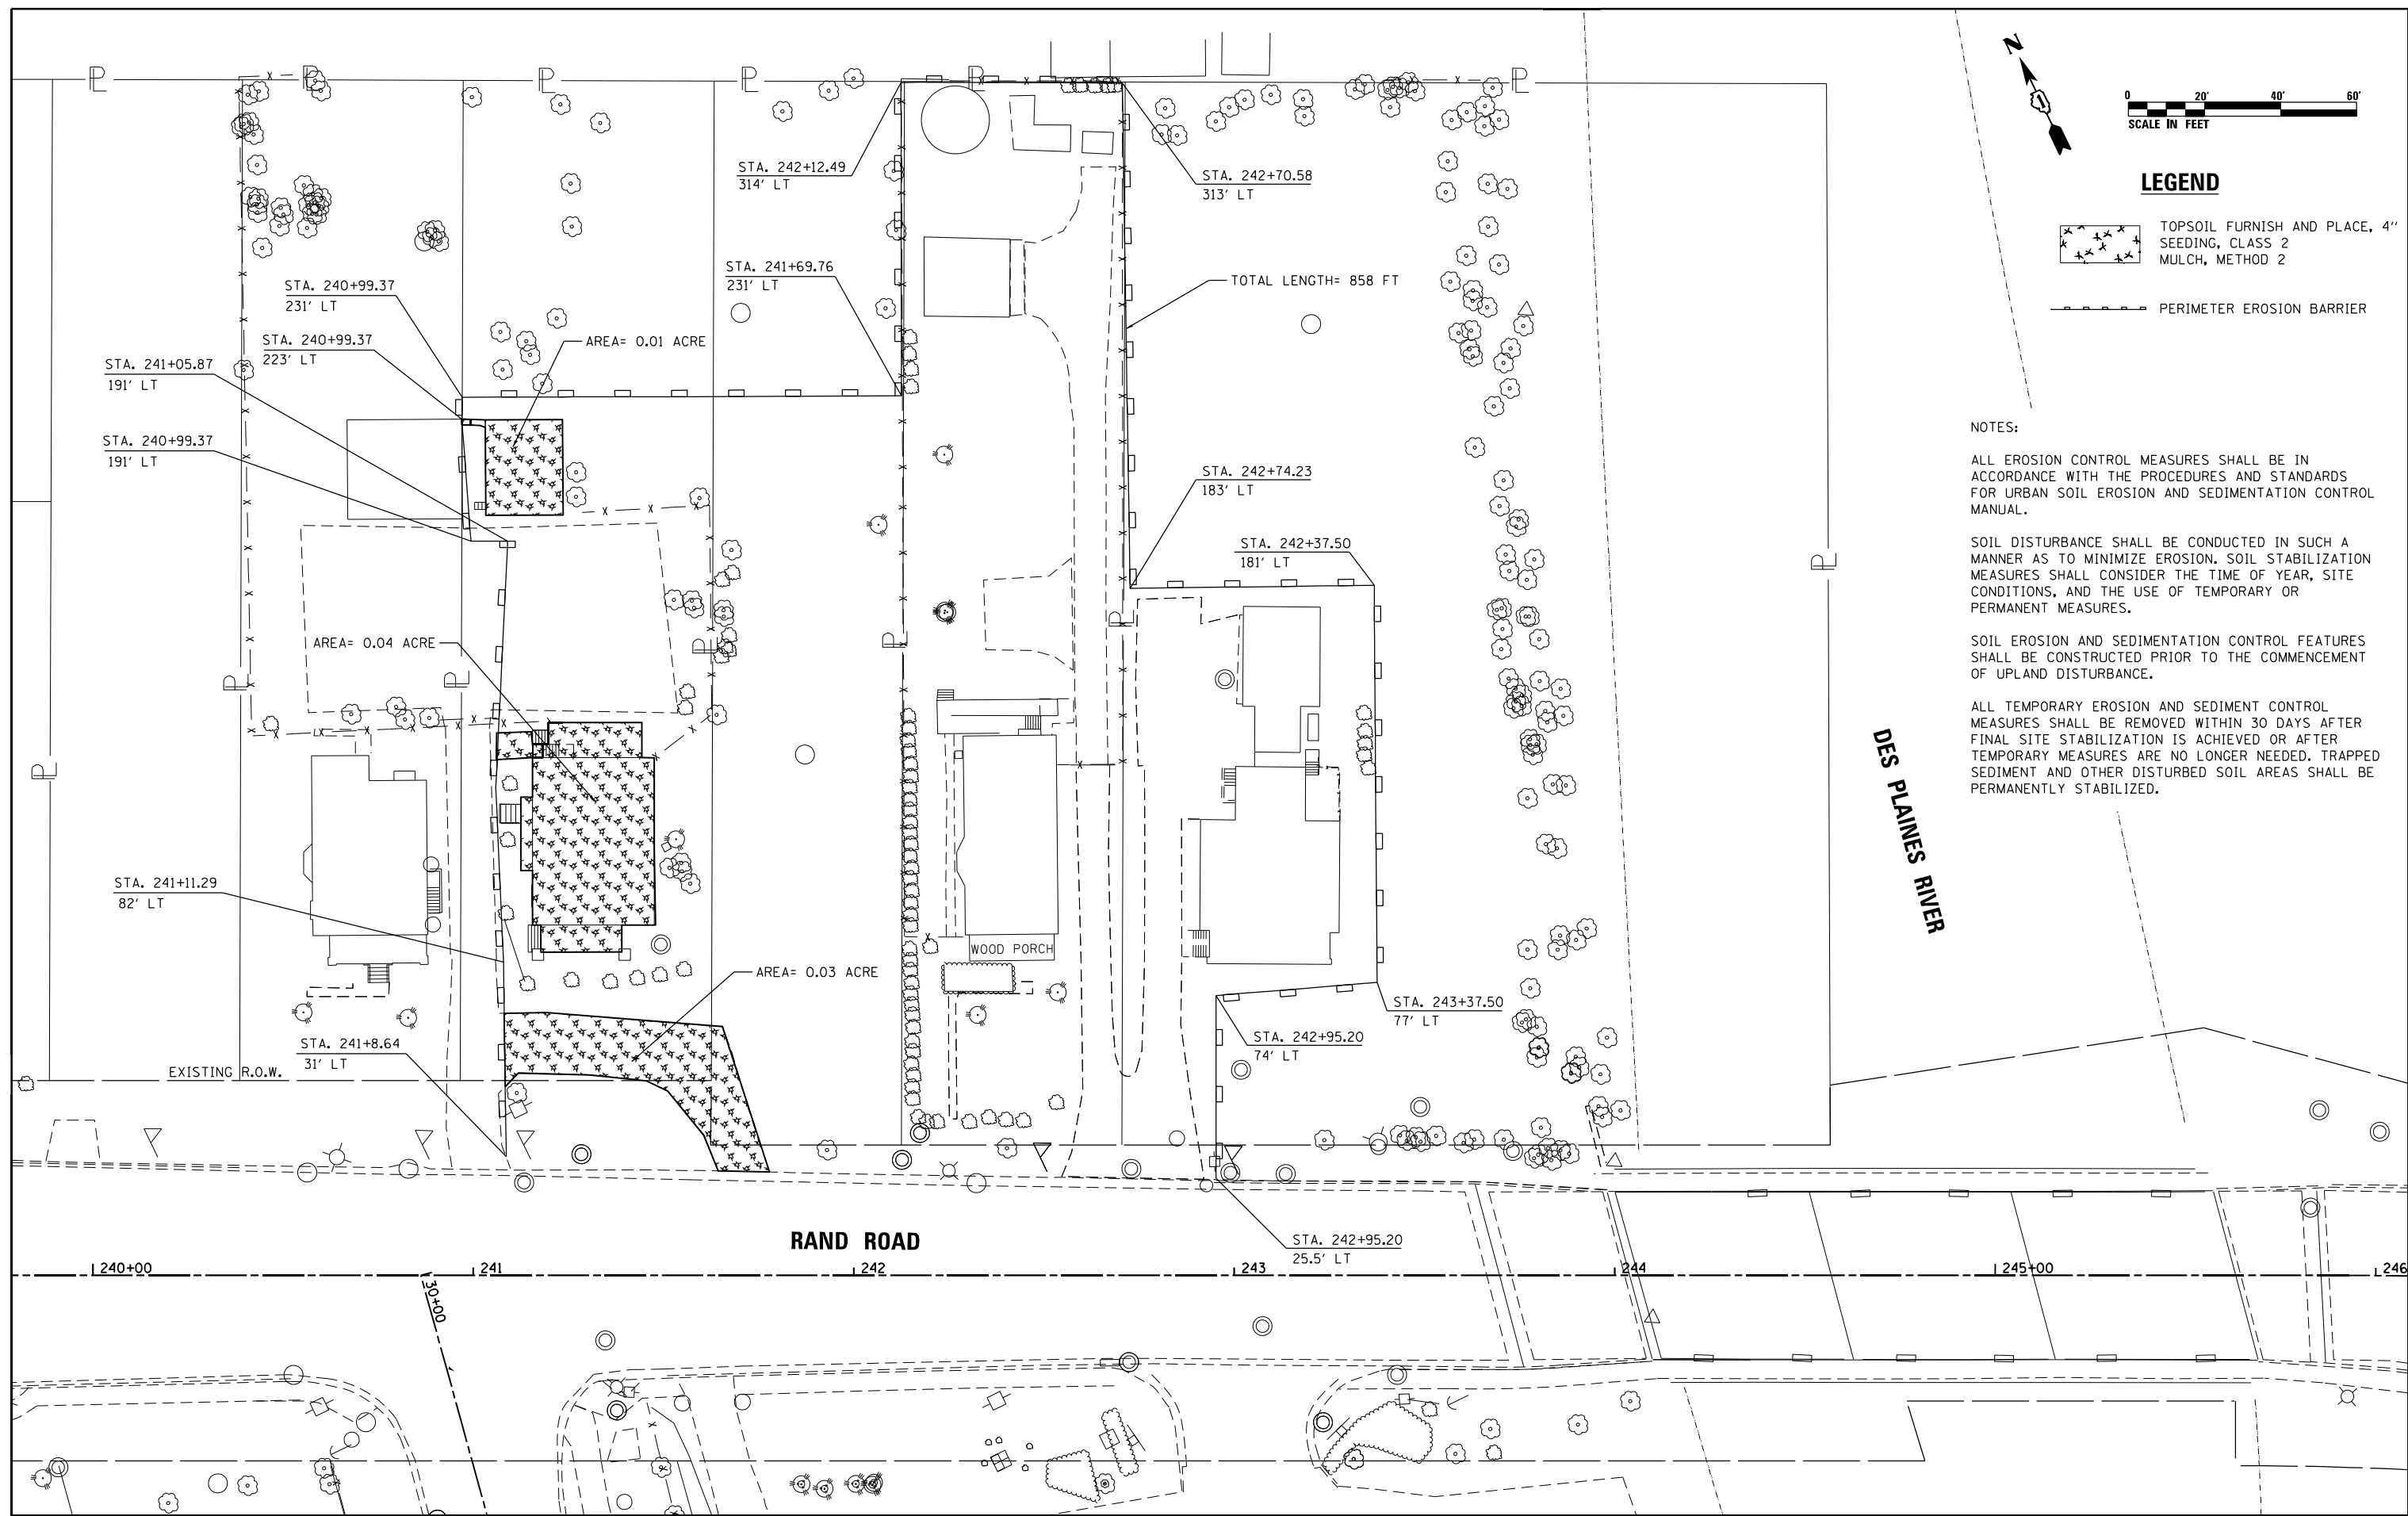 N
0 20' 40' 60'
SCALE IN FEET
LEGEND
TOPSOIL FURNISH AND PLACE, 4''
SEEDING, CLASS 2
MULCH, METHOD 2
PERIMETER EROSION BARRIER
STA. 242+12.49
314' LT
STA. 242+70.58
313' LT
STA. 241+69.76
231' LT
TOTAL LENGTH= 858 FT
STA. 240+99.37
231' LT
STA. 240+99.37
223' LT
AREA= 0.01 ACRE
STA. 241+05.87
191' LT
STA. 240+99.37
191' LT
STA. 242+74.23
183' LT
STA. 242+37.50
181' LT
AREA= 0.04 ACRE
NOTES:
ALL EROSION CONTROL MEASURES SHALL BE IN
ACCORDANCE WITH THE PROCEDURES AND STANDARDS
FOR URBAN SOIL EROSION AND SEDIMENTATION CONTROL
MANUAL.
SOIL DISTURBANCE SHALL BE CONDUCTED IN SUCH A
MANNER AS TO MINIMIZE EROSION. SOIL STABILIZATION
MEASURES SHALL CONSIDER THE TIME OF YEAR, SITE
CONDITIONS, AND THE USE OF TEMPORARY OR
PERMANENT MEASURES.
SOIL EROSION AND SEDIMENTATION CONTROL FEATURES
SHALL BE CONSTRUCTED PRIOR TO THE COMMENCEMENT
OF UPLAND DISTURBANCE.
ALL TEMPORARY EROSION AND SEDIMENT CONTROL
MEASURES SHALL BE REMOVED WITHIN 30 DAYS AFTER
FINAL SITE STABILIZATION IS ACHIEVED OR AFTER
TEMPORARY MEASURES ARE NO LONGER NEEDED. TRAPPED
SEDIMENT AND OTHER DISTURBED SOIL AREAS SHALL BE
PERMANENTLY STABILIZED.
DES PLAINES RIVER
STA. 241+11.29
82' LT
WOOD PORCH
AREA= 0.03 ACRE
STA. 243+37.50
77' LT
STA. 242+95.20
74' LT
STA. 241+8.64
31' LT
EXISTING R.O.W.
RAND ROAD
STA. 242+95.20
25.5' LT
240+00 241 242 243 244 245+00 246
30+00